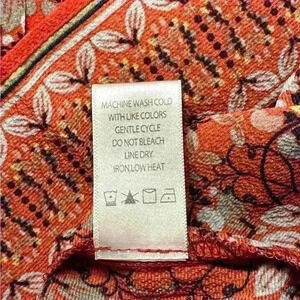 MACHINE WASH COLD
WITH LIKE COLORS
GENTLE CYCLE
DO NOT BLEACH
LINE DRY
IRON,LOW HEAT